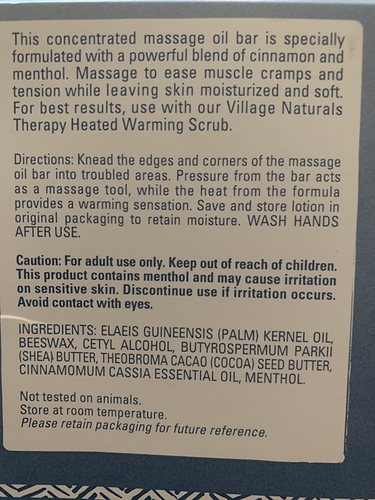 This concentrated massage oil bar is specially
formulated with a powerful blend of cinnamon and
menthol. Massage to ease muscle cramps and
tension while leaving skin moisturized and soft.
For best results, use with our Village Naturals
Therapy Heated Warming Scrub.
Directions: Knead the edges and corners of the massage
oil bar into troubled areas. Pressure from the bar acts
as a massage tool, while the heat from the formula
provides a warming sensation. Save and store lotion in
original packaging to retain moisture. WASH HANDS
AFTER USE.
Caution: For adult use only. Keep out of reach of children.
This product contains menthol and may cause irritation
on sensitive skin. Discontinue use if irritation occurs.
Avoid contact with eyes.
INGREDIENTS: ELAEIS GUINEENSIS (PALM) KERNEL OIL,
BEESWAX, CETYL ALCOHOL, BUTYROSPERMUM PARKII
(SHEA) BUTTER, THEOBROMA CACAO (COCOA) SEED BUTTER,
CINNAMOMUM CASSIA ESSENTIAL OIL, MENTHOL.
Not tested on animals.
Store at room temperature.
Please retain packaging for future reference.